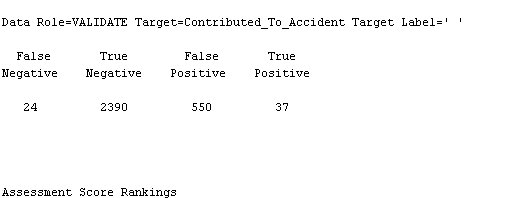 Data Role=VALIDATE Target=Contributed_To_Accident Target Label=' '
False True False True
Negative Negative Positive Positive
24 2390 550 37
Assessment Score Rankings